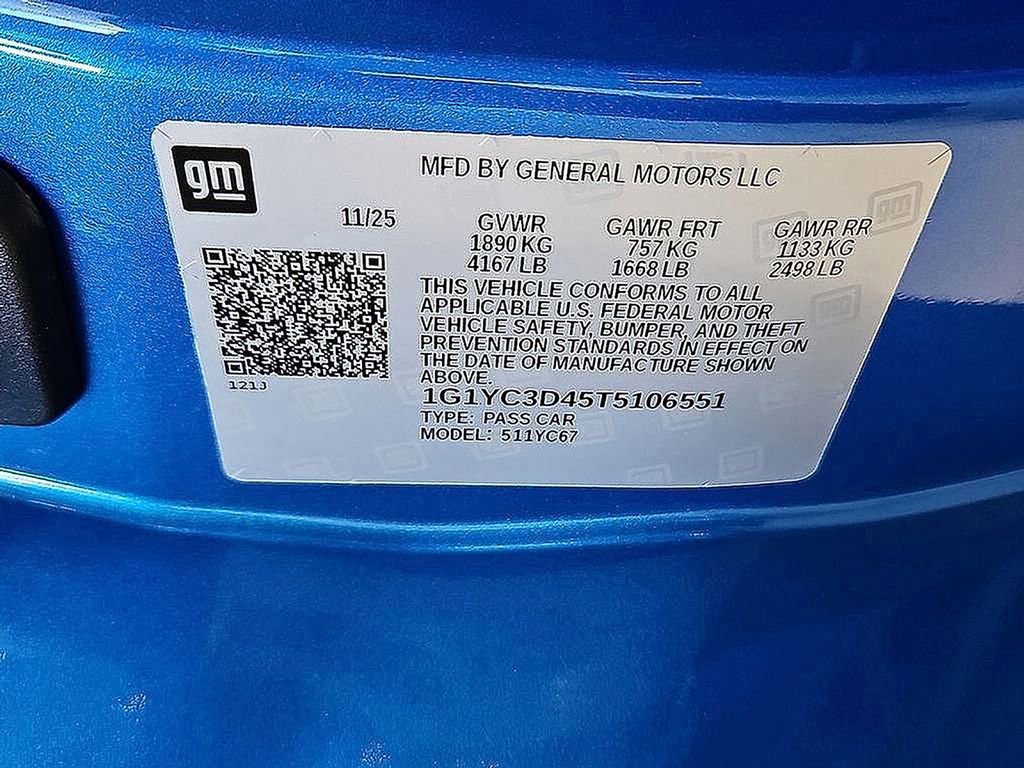 gm
MFD BY GENERAL MOTORS LLC
11/25 GVWR GAWR FRT GAWR RR
1890 KG 757 KG 1133 KG
4167 LB 1668 LB 2498 LB
THIS VEHICLE CONFORMS TO ALL
APPLICABLE U.S. FEDERAL MOTOR
VEHICLE SAFETY, BUMPER, AND THEFT
PREVENTION STANDARDS IN EFFECT ON
THE DATE OF MANUFACTURE SHOWN
ABOVE.
121J
1G1YC3D45T5106551
TYPE: PASS CAR
MODEL: 511YC67